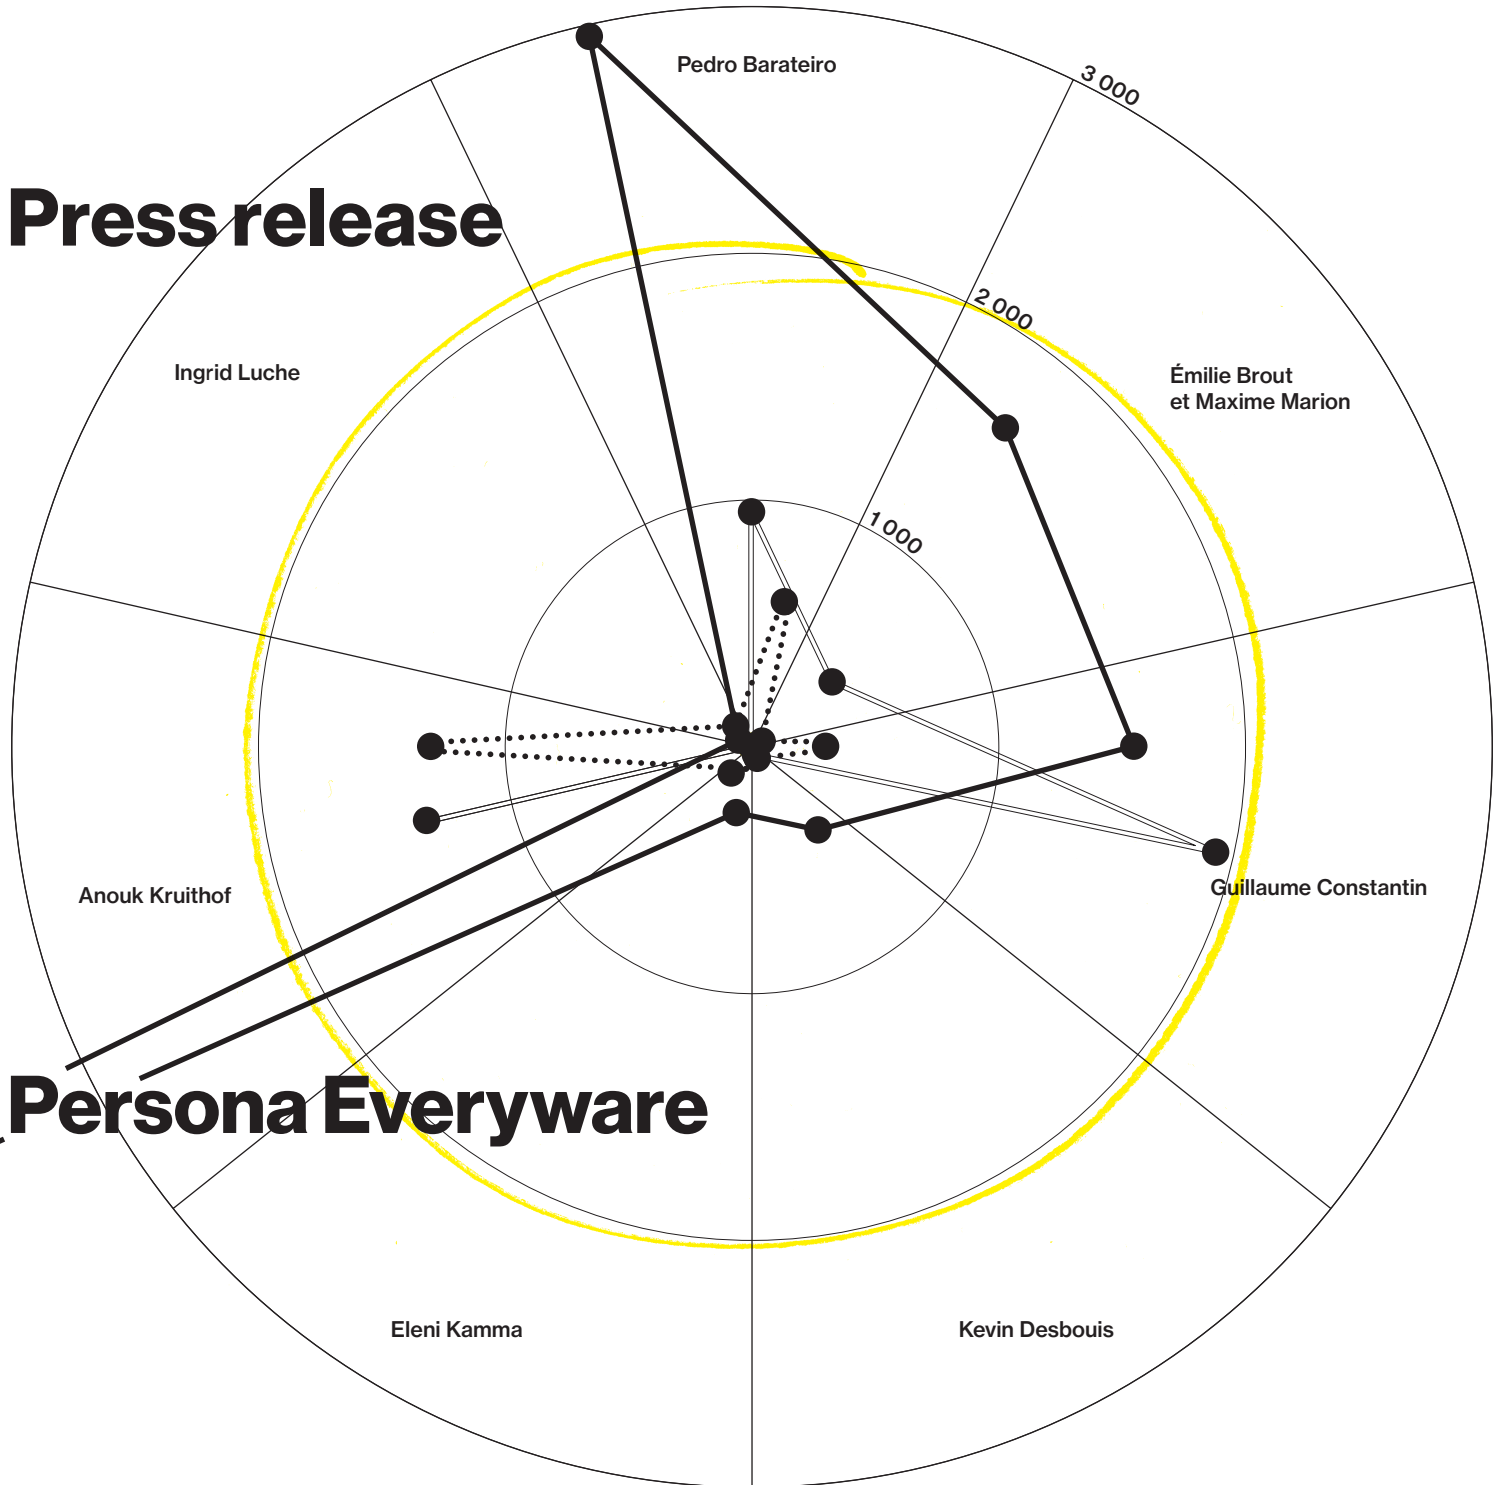 Pedro Barateiro
3 000
Press release
2 000
Ingrid Luche
Émilie Brout
et Maxime Marion
1 000
Guillaume Constantin
Anouk Kruithof
Persona Everyware
Eleni Kamma
Kevin Desbouis